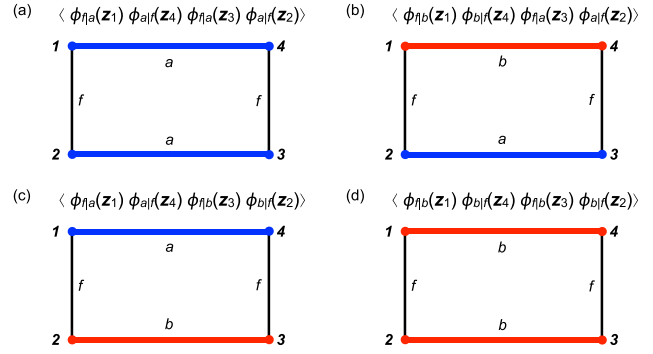 (a) ⟨ ϕf|a(z1) ϕa|f(z4) ϕf|a(z3) ϕa|f(z2)⟩
1 4
a
f f
a
2 3
(b) ⟨ ϕf|b(z1) ϕb|f(z4) ϕf|a(z3) ϕa|f(z2)⟩
1 4
b
f f
a
2 3
(c) ⟨ ϕf|a(z1) ϕa|f(z4) ϕf|b(z3) ϕb|f(z2)⟩
1 4
a
f f
b
2 3
(d) ⟨ ϕf|b(z1) ϕb|f(z4) ϕf|a(z3) ϕb|f(z2)⟩
1 4
b
f f
b
2 3